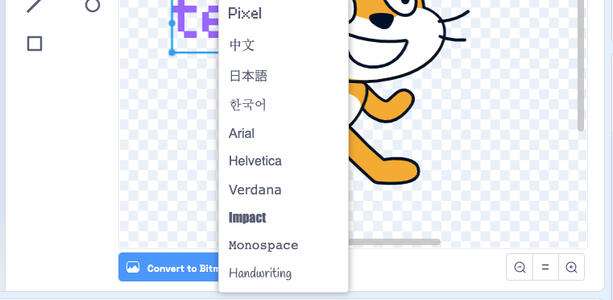 te
Pixel
中文
日本語
한국어
Arial
Helvetica
Verdana
Impact
Monospace
Convert to Bitm
Handwriting